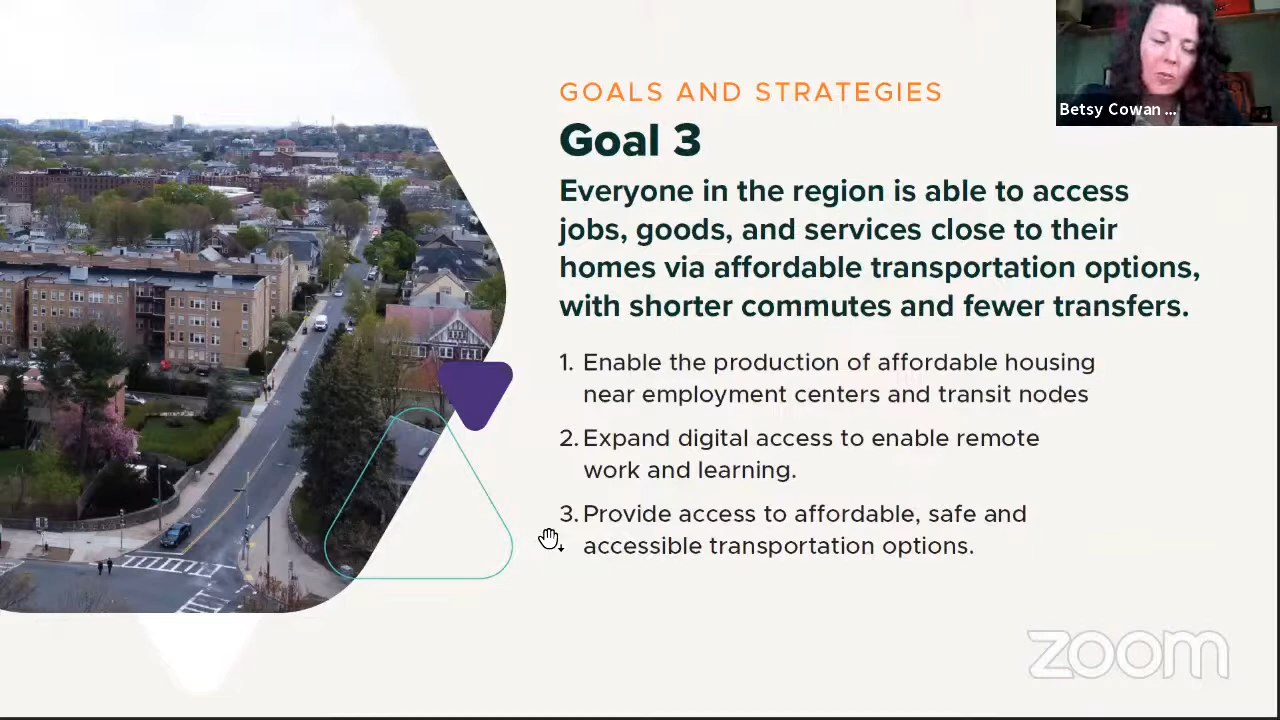 GOALS AND STRATEGIES
Goal 3
Everyone in the region is able to access
jobs, goods, and services close to their
homes via affordable transportation options,
with shorter commutes and fewer transfers.
1. Enable the production of affordable housing
near employment centers and transit nodes
2. Expand digital access to enable remote
work and learning.
3. Provide access to affordable, safe and
accessible transportation options.
Betsy Cowan ...
zoom